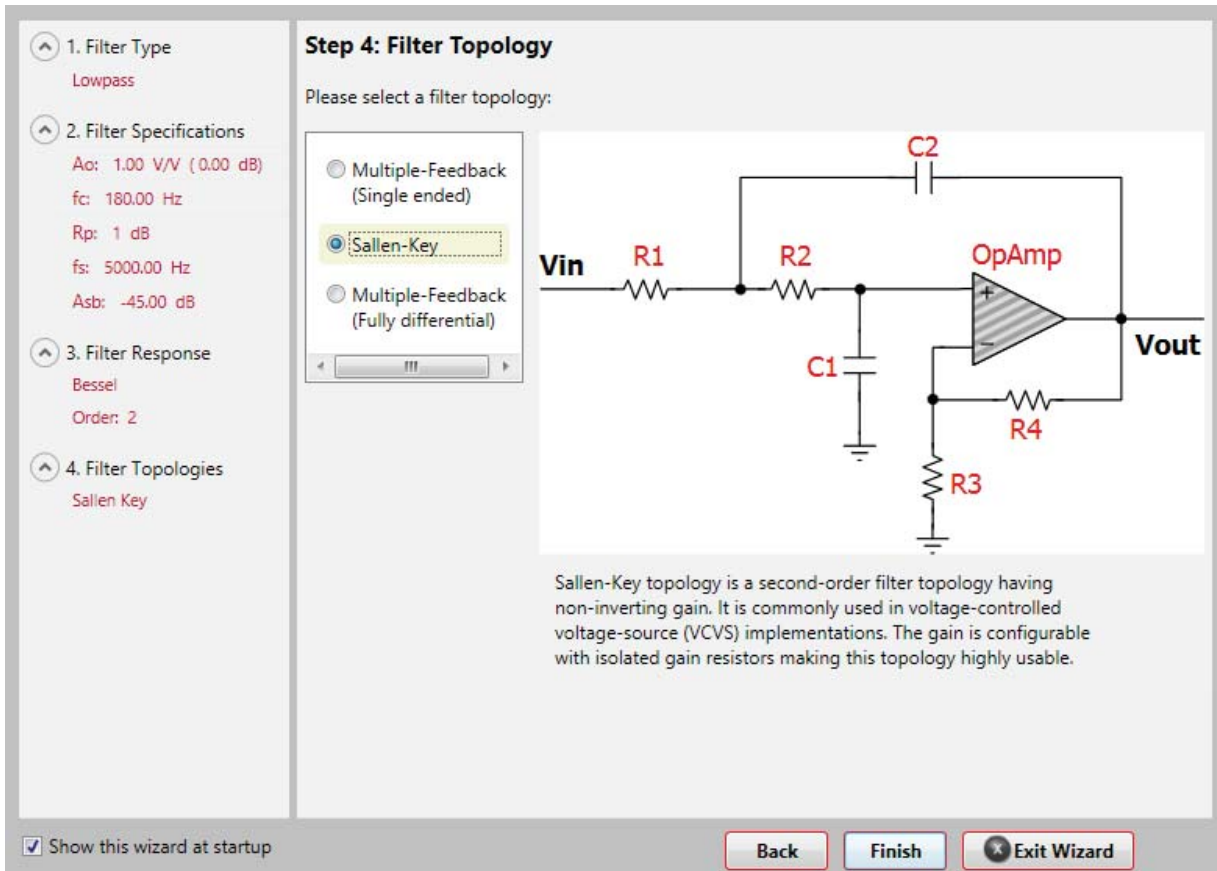 1. Filter Type
Lowpass
2. Filter Specifications
Ao: 1.00 V/V ( 0.00 dB)
fc: 180.00 Hz
Rp: 1 dB
fs: 5000.00 Hz
Asb: -45.00 dB
3. Filter Response
Bessel
Order: 2
4. Filter Topologies
Sallen Key
Step 4: Filter Topology
Please select a filter topology:
Multiple-Feedback
(Single ended)
Sallen-Key
Multiple-Feedback
(Fully differential)
C2
Vin
R1
R2
OpAmp
+
−
Vout
C1
R4
R3
Sallen-Key topology is a second-order filter topology having
non-inverting gain. It is commonly used in voltage-controlled
voltage-source (VCVS) implementations. The gain is configurable
with isolated gain resistors making this topology highly usable.
Show this wizard at startup
Back
Finish
x Exit Wizard